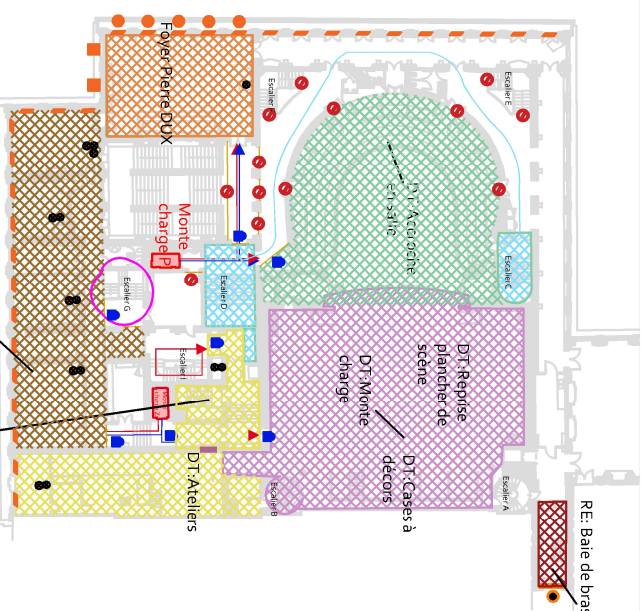 Foyer Pierre DUX
Escalier F
Escalier E
DT: Accroche
en salle
Monte
charge P
Escalier G
Escalier D
Escalier C
Escalier I
DT:Reprise
plancher de
scène
DT:Monte
charge
DT:Cases à
décors
DT:Ateliers
Escalier B
Escalier A
RE: Baie de bras